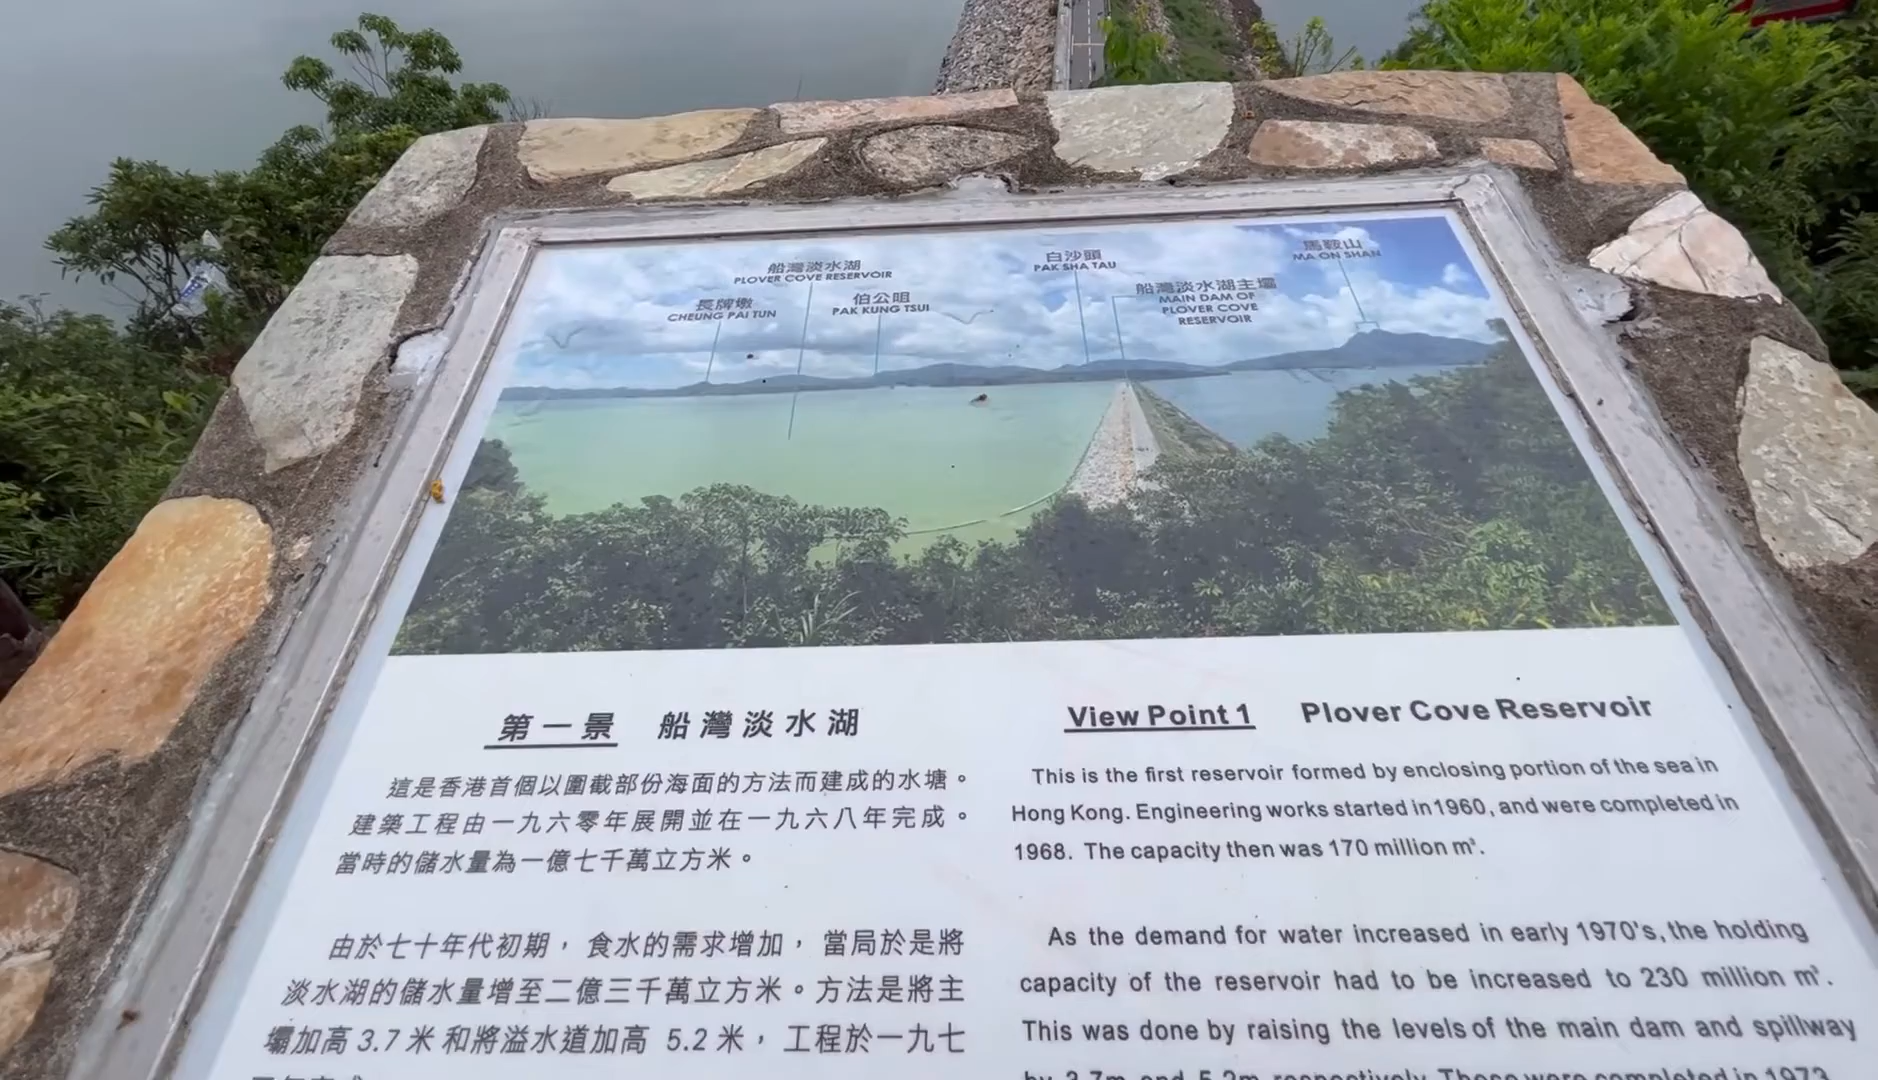 船灣淡水湖
PLOVER COVE RESERVOIR
長牌墩
CHEUNG PAI TUN
伯公咀
PAK KUNG TSUI
白沙頭
PAK SHA TAU
船灣淡水湖主壩
MAIN DAM OF
PLOVER COVE
RESERVOIR
馬鞍山
MA ON SHAN
第一景 船灣淡水湖
這是香港首個以圍截部份海面的方法而建成的水塘。
建築工程由一九六零年展開並在一九六八年完成。
當時的儲水量為一億七千萬立方米。
由於七十年代初期，食水的需求增加，當局於是將
淡水湖的儲水量增至二億三千萬立方米。方法是將主
壩加高 3.7 米和將溢水道加高 5.2 米，工程於一九七
View Point 1 Plover Cove Reservoir
This is the first reservoir formed by enclosing portion of the sea in
Hong Kong. Engineering works started in 1960, and were completed in
1968. The capacity then was 170 million m³.
As the demand for water increased in early 1970's, the holding
capacity of the reservoir had to be increased to 230 million m³.
This was done by raising the levels of the main dam and spillway
by 3.7m and 5.2m respectively. These were completed in 1973